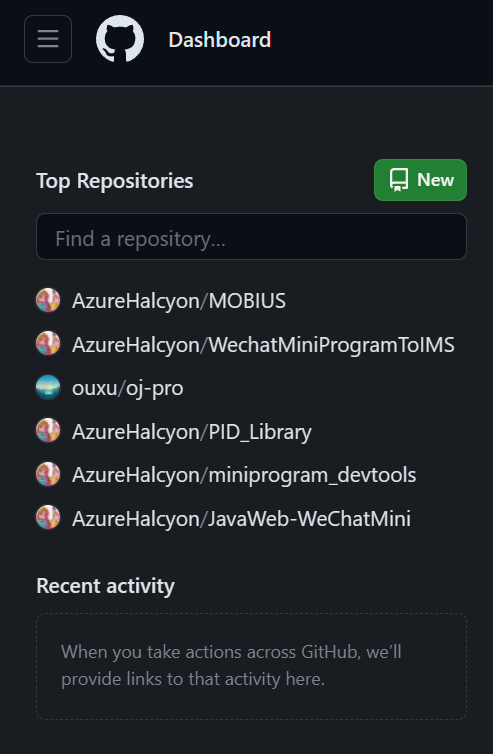 Dashboard
Top Repositories
New
Find a repository...
AzureHalcyon/MOBIUS
AzureHalcyon/WechatMiniProgramToIMS
ouxu/oj-pro
AzureHalcyon/PID_Library
AzureHalcyon/miniprogram_devtools
AzureHalcyon/JavaWeb-WeChatMini
Recent activity
When you take actions across GitHub, we’ll
provide links to that activity here.